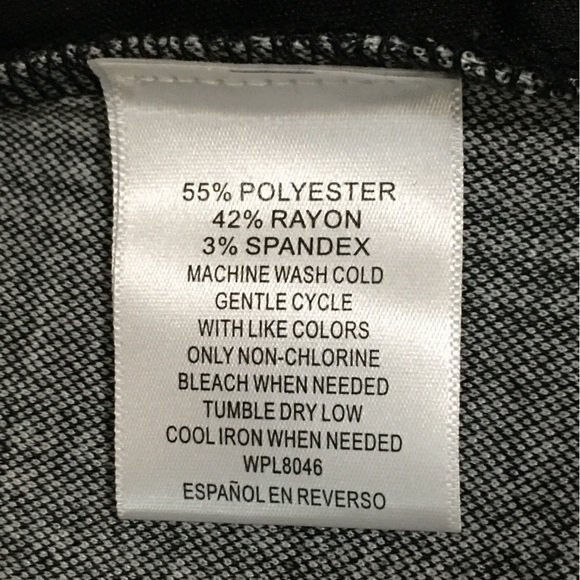 55% POLYESTER
42% RAYON
3% SPANDEX
MACHINE WASH COLD
GENTLE CYCLE
WITH LIKE COLORS
ONLY NON-CHLORINE
BLEACH WHEN NEEDED
TUMBLE DRY LOW
COOL IRON WHEN NEEDED
WPL8046
ESPAÑOL EN REVERSO